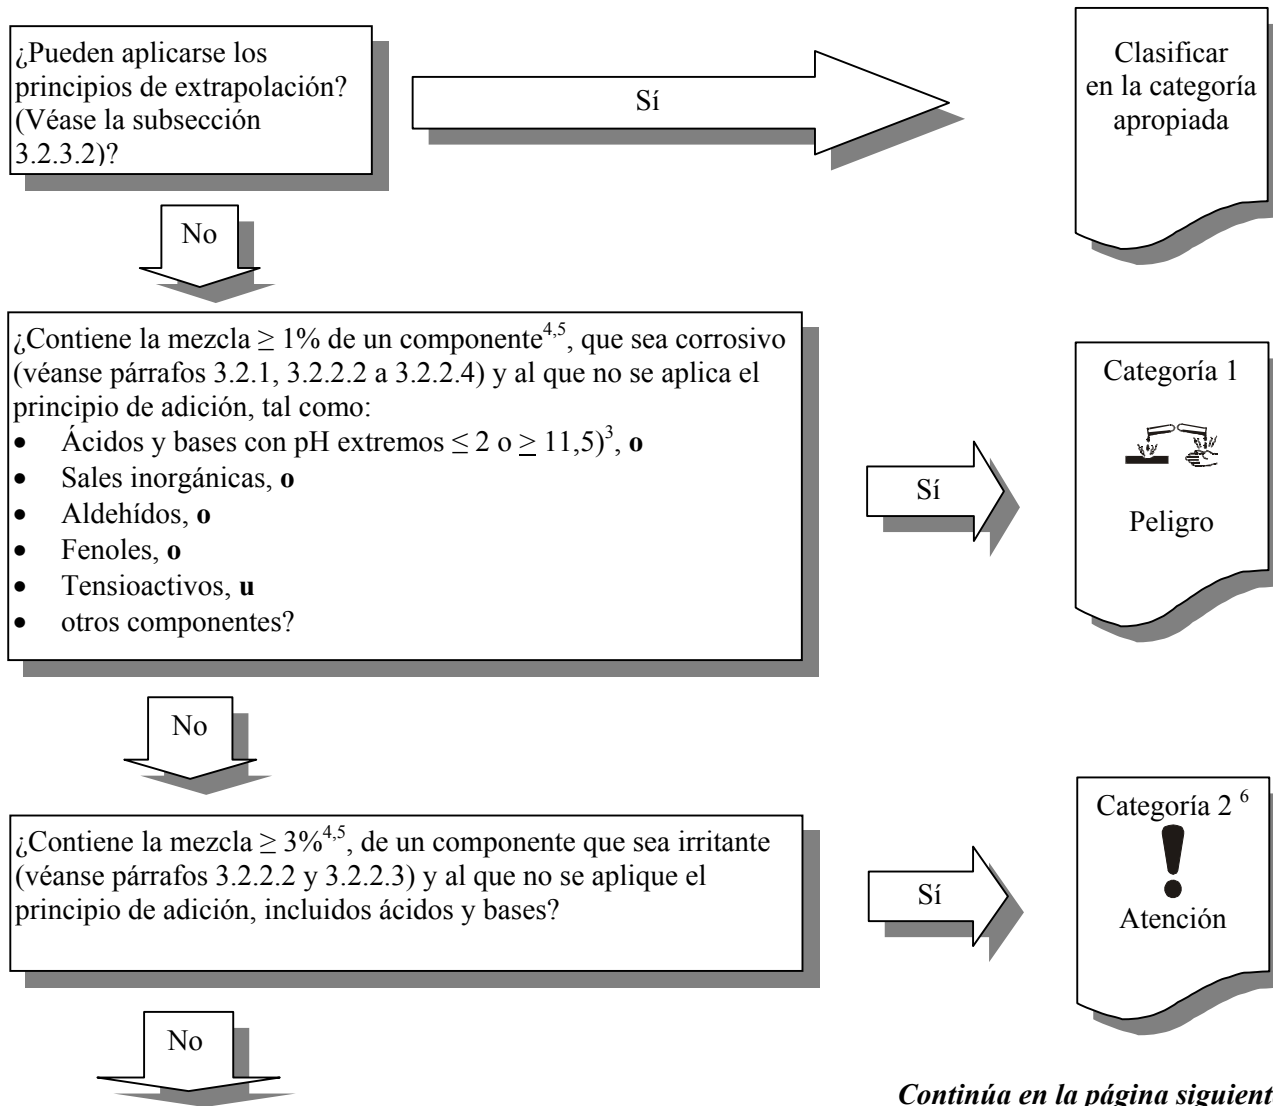 ¿Pueden aplicarse los
principios de extrapolación?
(Véase la subsección
3.2.3.2)?
Sí
Clasificar
en la categoría
apropiada
No
¿Contiene la mezcla ≥ 1% de un componente4,5, que sea corrosivo
(véanse párrafos 3.2.1, 3.2.2.2 a 3.2.2.4) y al que no se aplica el
principio de adición, tal como:
• Ácidos y bases con pH extremos ≤ 2 o ≥ 11,5)3, o
• Sales inorgánicas, o
• Aldehídos, o
• Fenoles, o
• Tensioactivos, u
• otros componentes?
Sí
Categoría 1
Peligro
No
¿Contiene la mezcla ≥ 3%4,5, de un componente que sea irritante
(véanse párrafos 3.2.2.2 y 3.2.2.3) y al que no se aplique el
principio de adición, incluidos ácidos y bases?
Sí
Categoría 2 6
Atención
No
Continúa en la página siguient